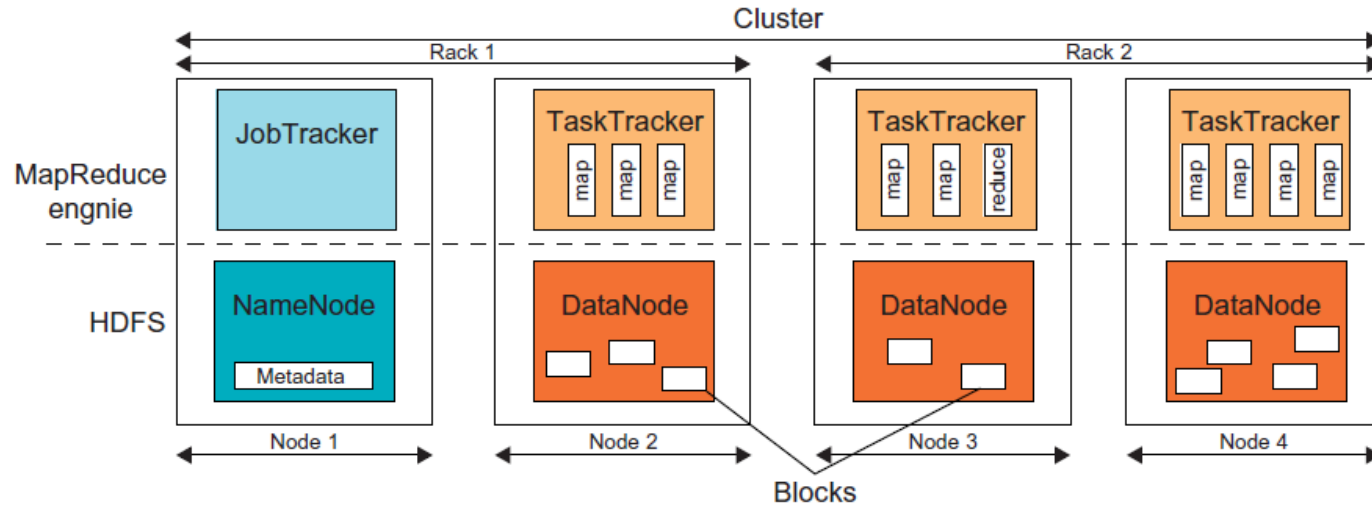 Cluster
Rack 1
Rack 2
JobTracker
TaskTracker
map
map
map
TaskTracker
map
map
reduce
TaskTracker
map
map
map
map
MapReduce
engnie
HDFS
NameNode
Metadata
DataNode
DataNode
DataNode
Node 1
Node 2
Node 3
Node 4
Blocks